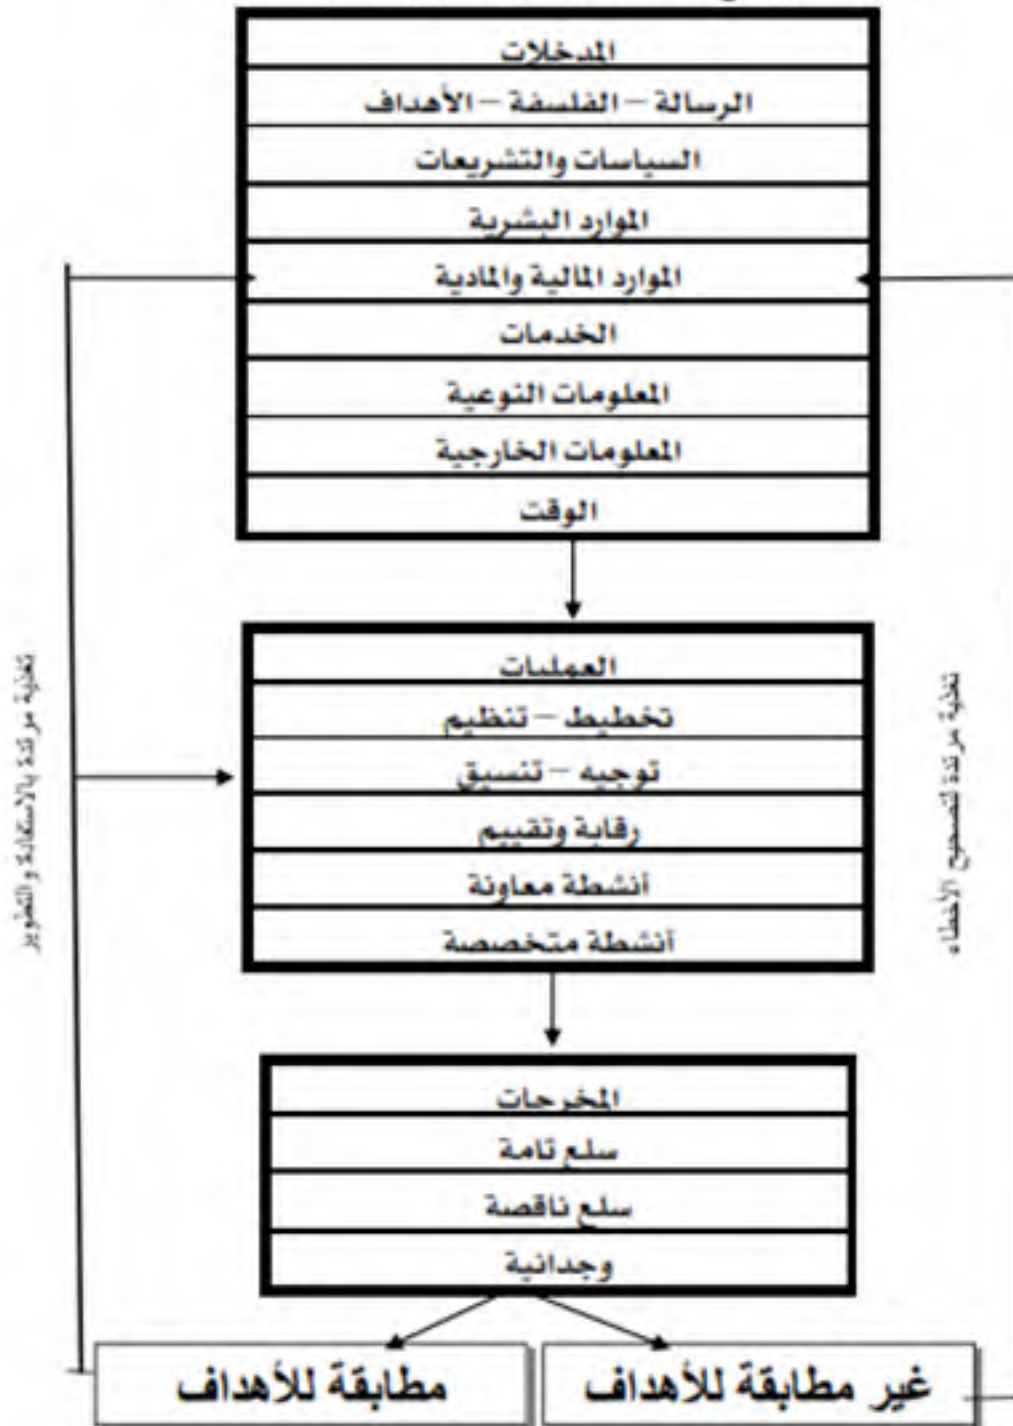 المدخلات
الرسالة – الفلسفة – الأهداف
السياسات والتشريعات
الموارد البشرية
الموارد المالية والمادية
الخدمات
المعلومات النوعية
المعلومات الخارجية
الوقت
تغذية مرتدة لتصحيح الأخطاء
تغذية مرتدة بالاستفادة والتطوير
العمليات
تخطيط – تنظيم
توجيه – تنسيق
رقابة وتقييم
أنشطة معاونة
أنشطة متخصصة
المخرجات
سلع تامة
سلع ناقصة
وجدانية
غير مطابقة للأهداف
مطابقة للأهداف